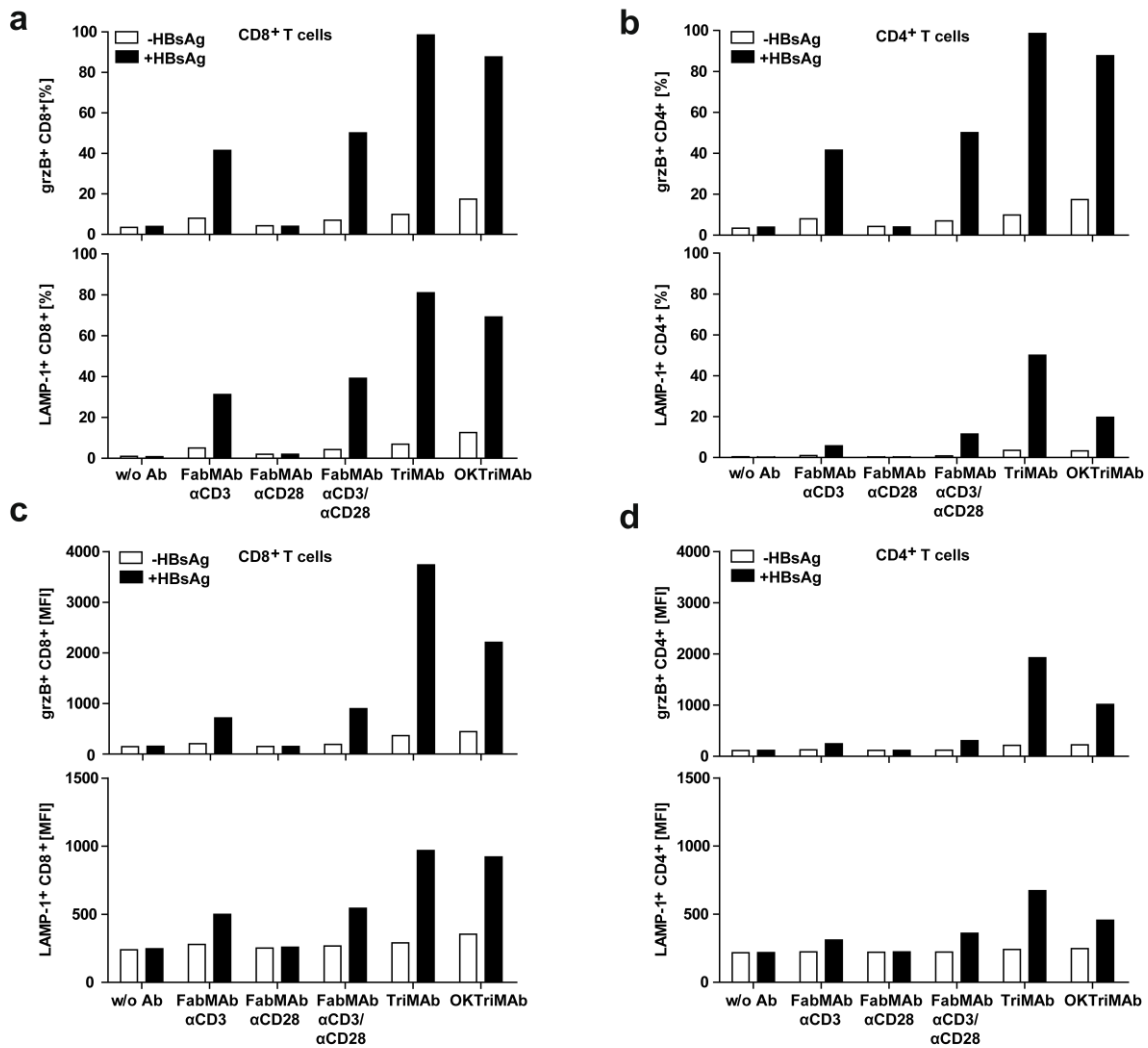 a
-HBsAg
+HBsAg
CD8+ T cells
grzB+ CD8+[%]
100
80
60
40
20
0
LAMP-1+ CD8+ [%]
100
80
60
40
20
0
w/o Ab
FabMAb
αCD3
FabMAb
αCD28
FabMAb
αCD3/
αCD28
TriMAb
OKTriMAb
b
-HBsAg
+HBsAg
CD4+ T cells
grzB+ CD4+ [%]
100
80
60
40
20
0
LAMP-1+ CD4+ [%]
100
80
60
40
20
0
w/o Ab
FabMAb
αCD3
FabMAb
αCD28
FabMAb
αCD3/
αCD28
TriMAb
OKTriMAb
c
-HBsAg
+HBsAg
CD8+ T cells
grzB+ CD8+ [MFI]
4000
3000
2000
1000
0
LAMP-1+ CD8+ [MFI]
1500
1000
500
0
w/o Ab
FabMAb
αCD3
FabMAb
αCD28
FabMAb
αCD3/
αCD28
TriMAb
OKTriMAb
d
-HBsAg
+HBsAg
CD4+ T cells
grzB+ CD4+ [MFI]
4000
3000
2000
1000
0
LAMP-1+ CD4+ [MFI]
1500
1000
500
0
w/o Ab
FabMAb
αCD3
FabMAb
αCD28
FabMAb
αCD3/
αCD28
TriMAb
OKTriMAb